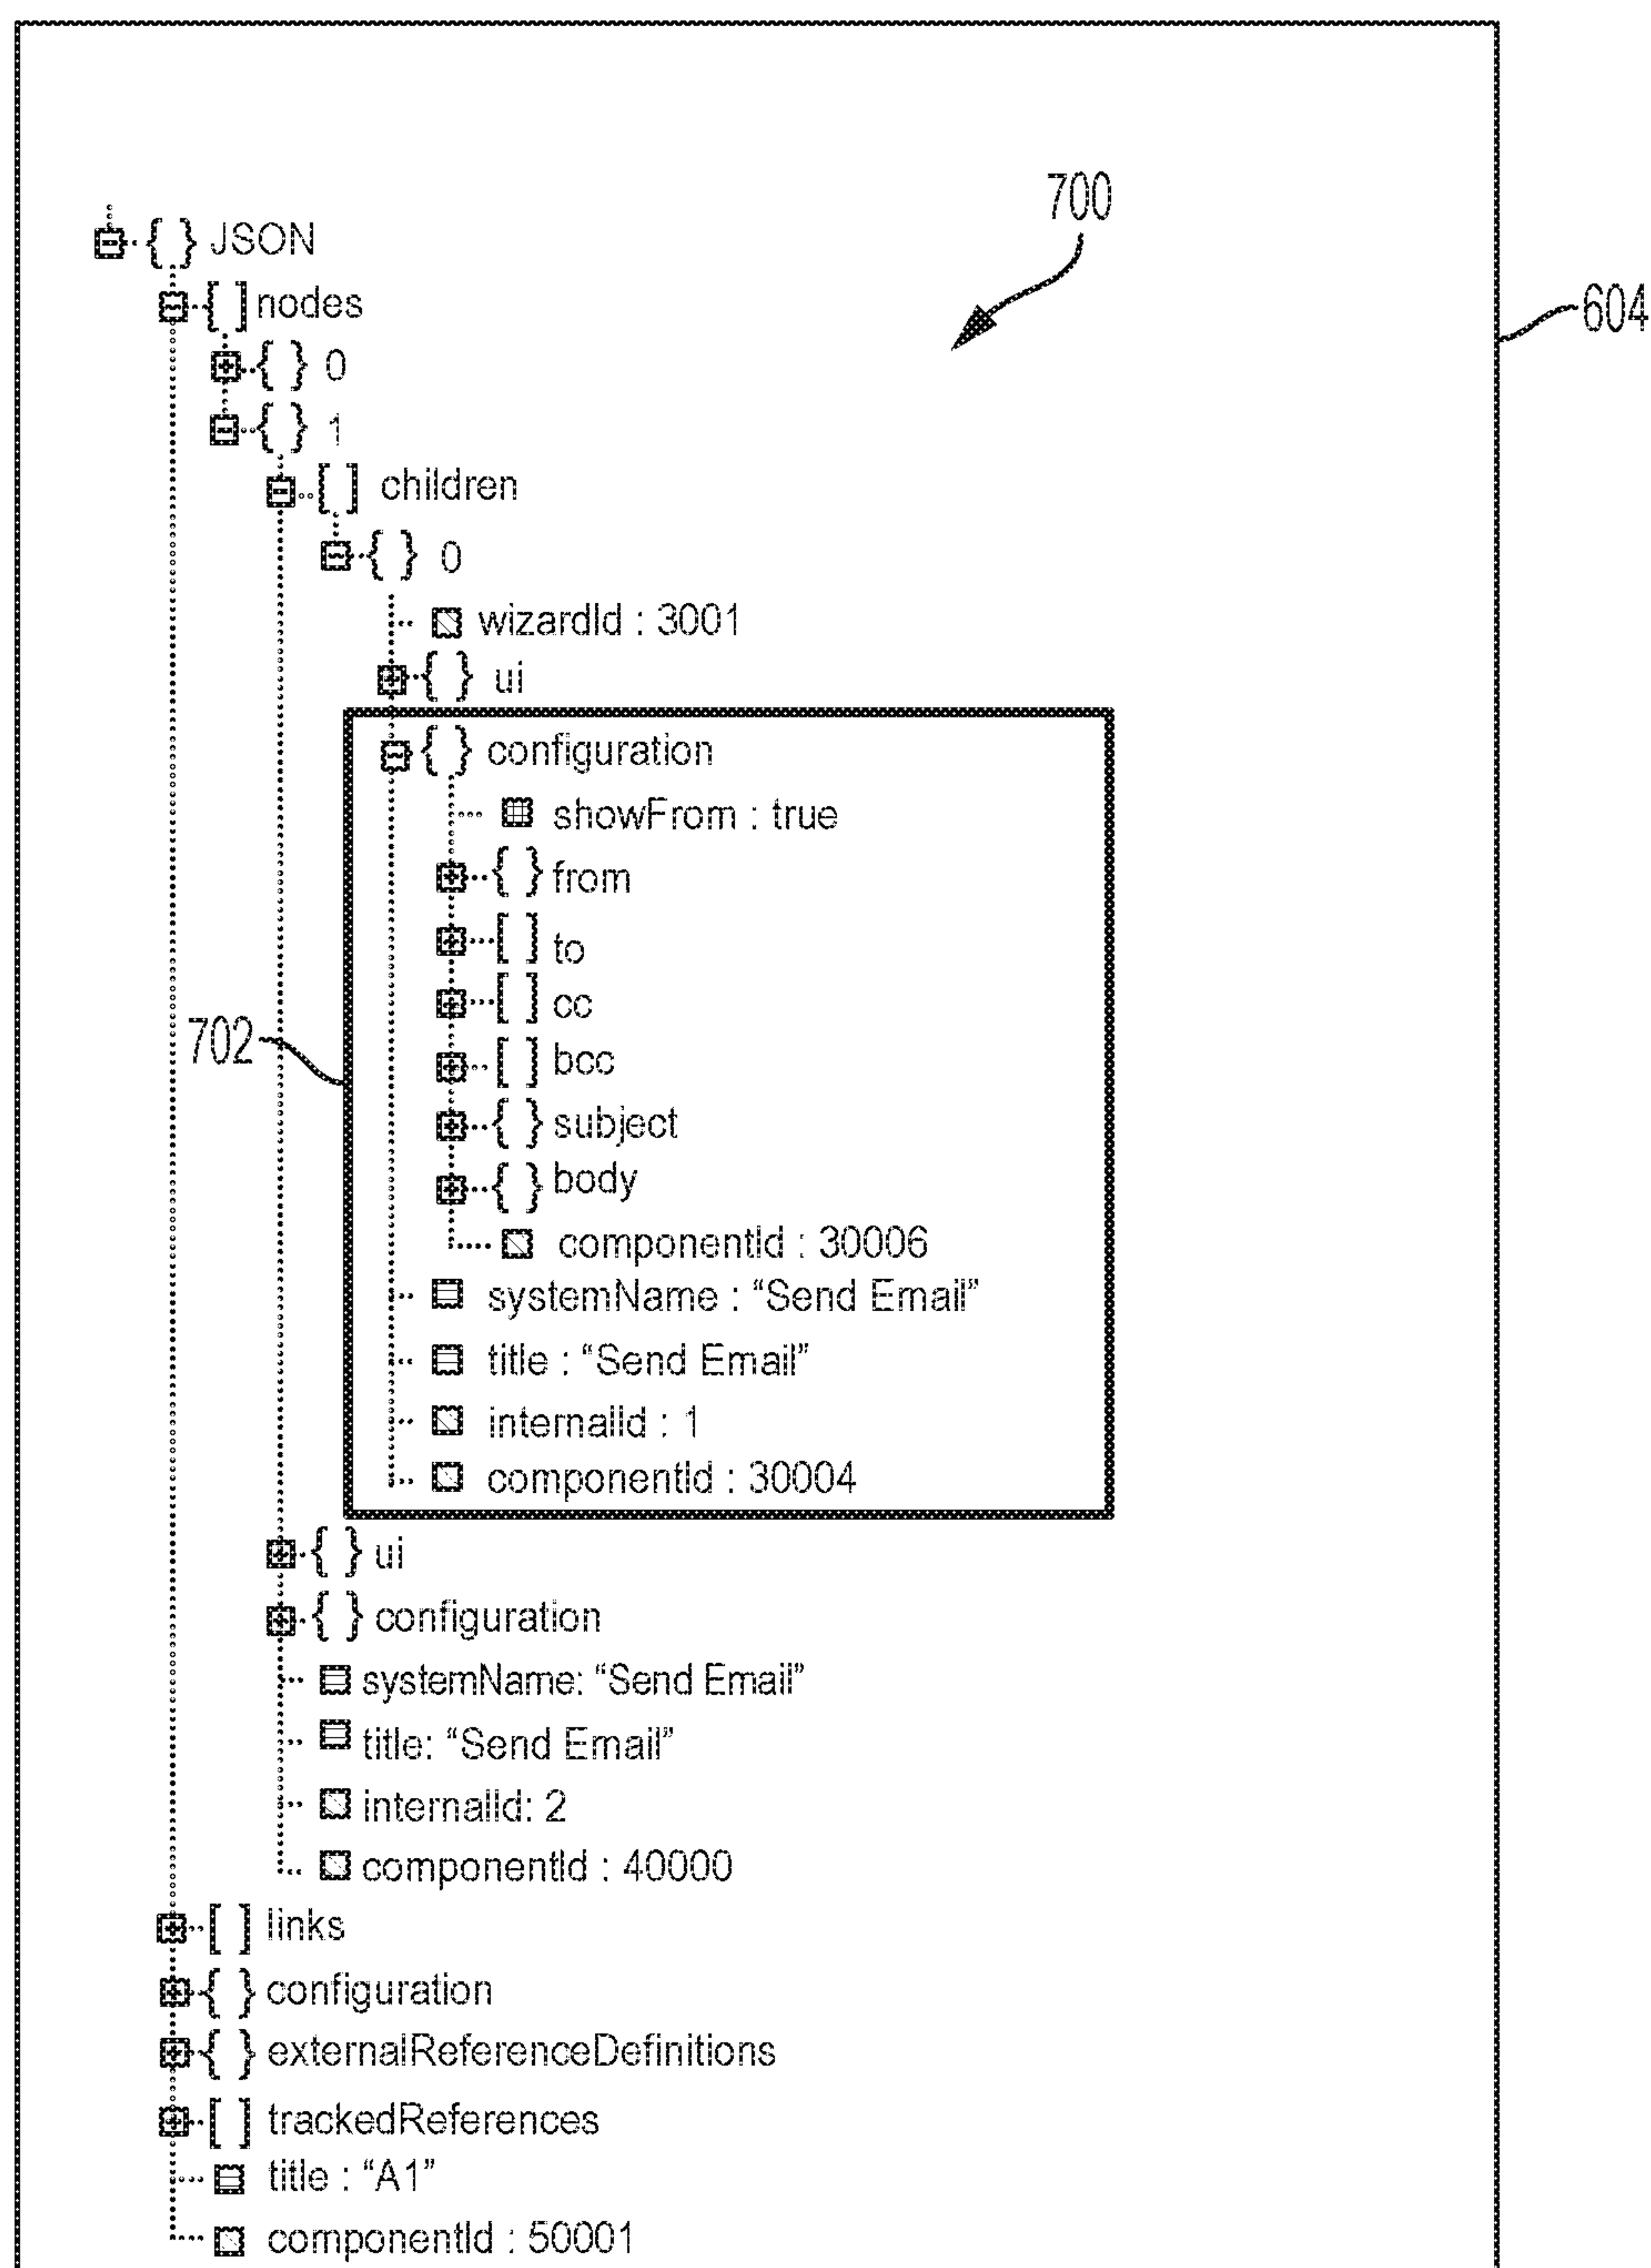 700
{ } JSON
[ ] nodes
604
{ } 0
{ } 1
[ ] children
{ } 0
wizardId : 3001
{ } ui
{ } configuration
showFrom : true
{ } from
[ ] to
[ ] cc
702
[ ] bcc
{ } subject
{ } body
componentId : 30006
systemName : “Send Email”
title : “Send Email”
internalId : 1
componentId : 30004
{ } ui
{ } configuration
systemName: “Send Email”
title: “Send Email”
internalId: 2
componentId : 40000
[ ] links
{ } configuration
{ } externalReferenceDefinitions
[ ] trackedReferences
title : “A1”
componentId : 50001